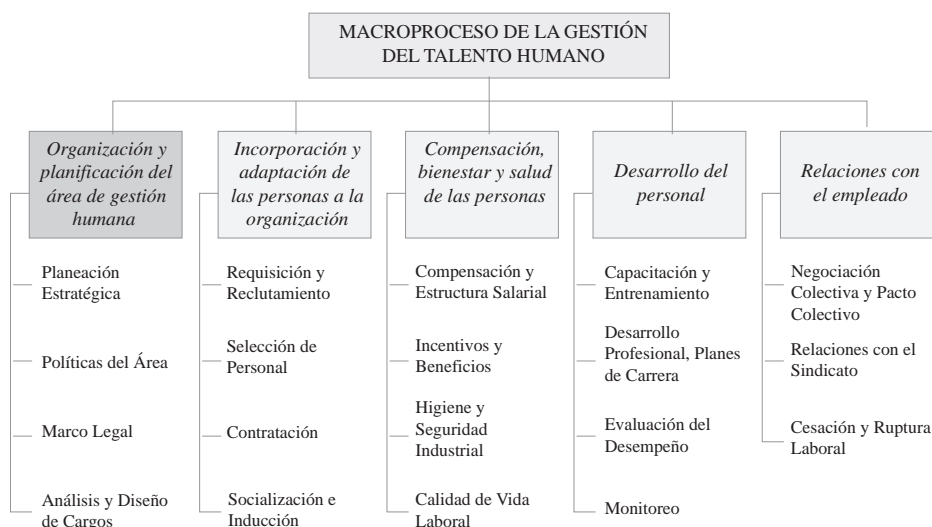 MACROPROCESO DE LA GESTIÓN
DEL TALENTO HUMANO
Organización y
planificación del
área de gestión
humana
Planeación
Estratégica
Políticas del Área
Marco Legal
Análisis y Diseño
de Cargos
Incorporación y
adaptación de
las personas a la
organización
Requisición y
Reclutamiento
Selección de
Personal
Contratación
Socialización e
Inducción
Compensación,
bienestar y salud
de las personas
Compensación y
Estructura Salarial
Incentivos y
Beneficios
Higiene y
Seguridad
Industrial
Calidad de Vida
Laboral
Desarrollo del
personal
Capacitación y
Entrenamiento
Desarrollo
Profesional, Planes
de Carrera
Evaluación del
Desempeño
Monitoreo
Relaciones con
el empleado
Negociación
Colectiva y Pacto
Colectivo
Relaciones con el
Sindicato
Cesación y Ruptura
Laboral